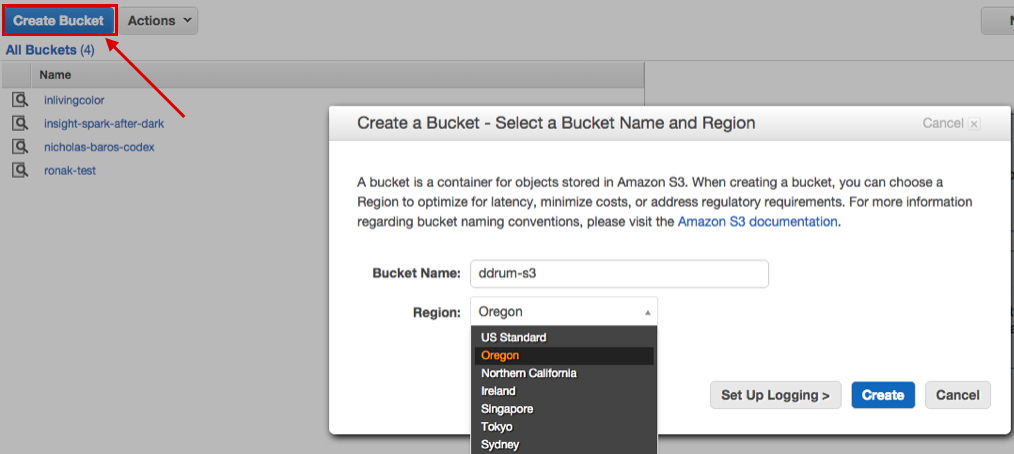 Create Bucket
Actions
All Buckets (4)
Name
inlivingcolor
insight-spark-after-dark
nicholas-baros-codex
ronak-test
Create a Bucket - Select a Bucket Name and Region
Cancel
A bucket is a container for objects stored in Amazon S3. When creating a bucket, you can choose a
Region to optimize for latency, minimize costs, or address regulatory requirements. For more information
regarding bucket naming conventions, please visit the Amazon S3 documentation.
Bucket Name: ddrum-s3
Region: Oregon
US Standard
Oregon
Northern California
Ireland
Singapore
Tokyo
Sydney
Set Up Logging >
Create
Cancel